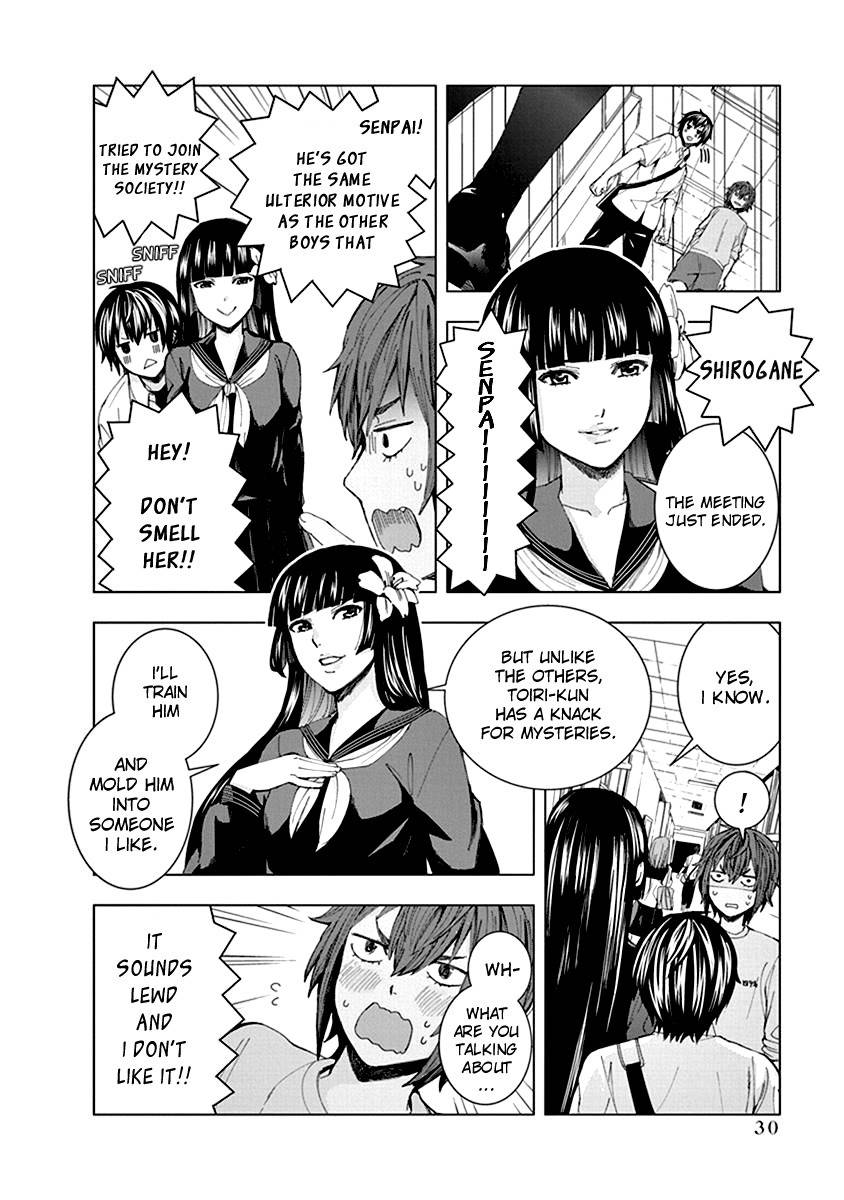 SHIROGANE
SENPAIIIIIIIII
THE MEETING
JUST ENDED.
SENPAI!
HE'S GOT
THE SAME
ULTERIOR MOTIVE
AS THE OTHER
BOYS THAT
TRIED TO JOIN
THE MYSTERY
SOCIETY!!
SNIFF
SNIFF
HEY!
DON'T
SMELL
HER!!
YES,
I KNOW.
!
BUT UNLIKE
THE OTHERS,
TOIRI-KUN
HAS A KNACK
FOR MYSTERIES.
I'LL
TRAIN
HIM
AND
MOLD HIM
INTO
SOMEONE
I LIKE.
WH-
WHAT
ARE YOU
TALKING
ABOUT
...
IT
SOUNDS
LEWD
AND
I DON'T
LIKE IT!!
30